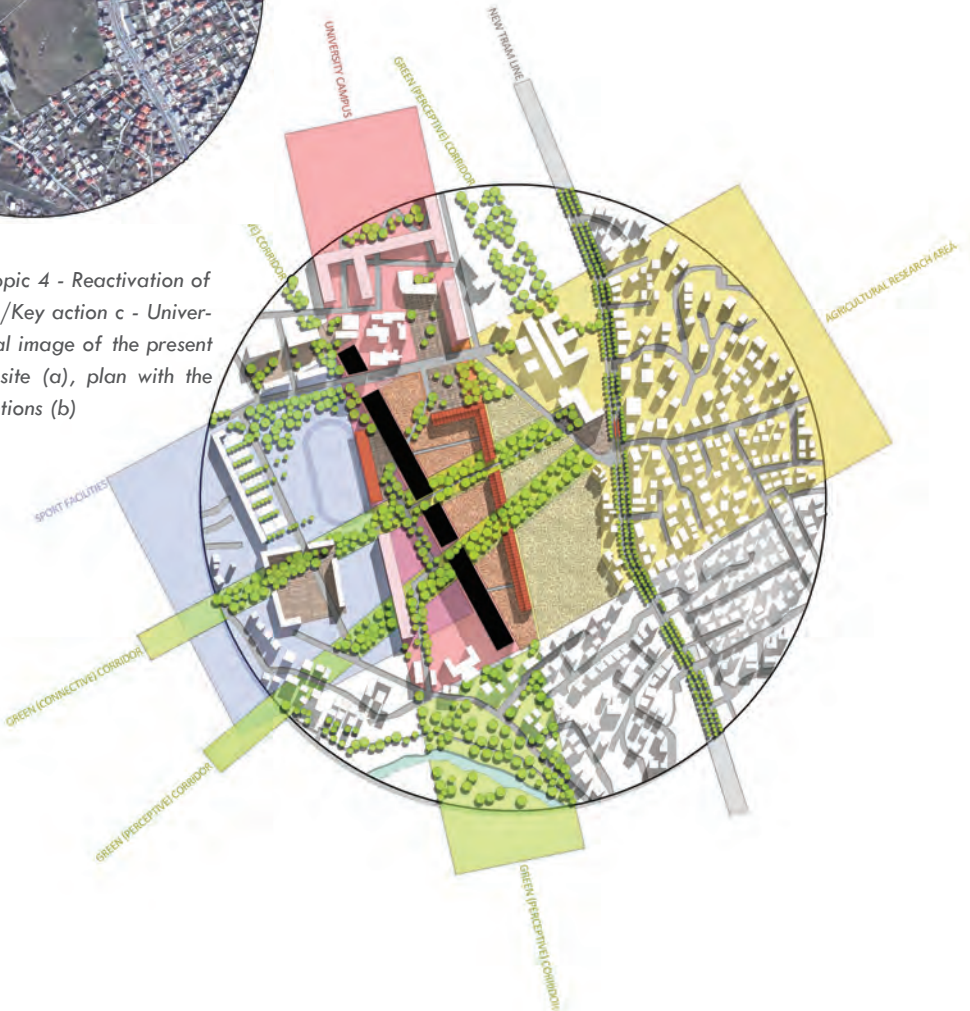 UNIVERSITY CAMPUS
GREEN (PERCEPTIVE) CORRIDOR
NEW TRAM LINE
E) CORRIDOR
AGRICULTURAL RESEARCH AREA
opic 4 - Reactivation of
/Key action c - Univer-
al image of the present
site (a), plan with the
tions (b)
SPORT FACILITIES
GREEN (CONNECTIVE) CORRIDOR
GREEN (PERCEPTIVE) CORRIDOR
GREEN (PERCEPTIVE) CORRIDOR